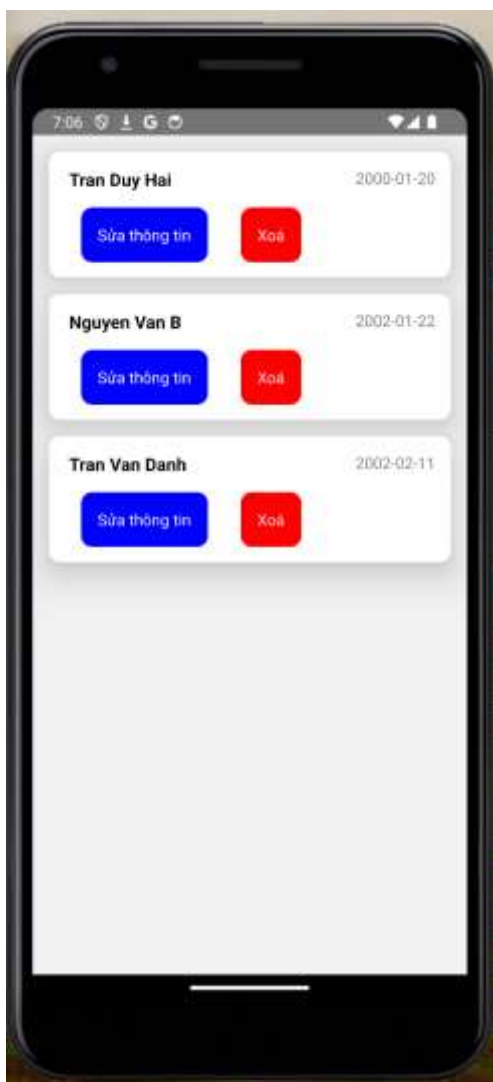 7:06 G
Tran Duy Hai 2000-01-20
Sửa thông tin Xoá
Nguyen Van B 2002-01-22
Sửa thông tin Xoá
Tran Van Danh 2002-02-11
Sửa thông tin Xoá